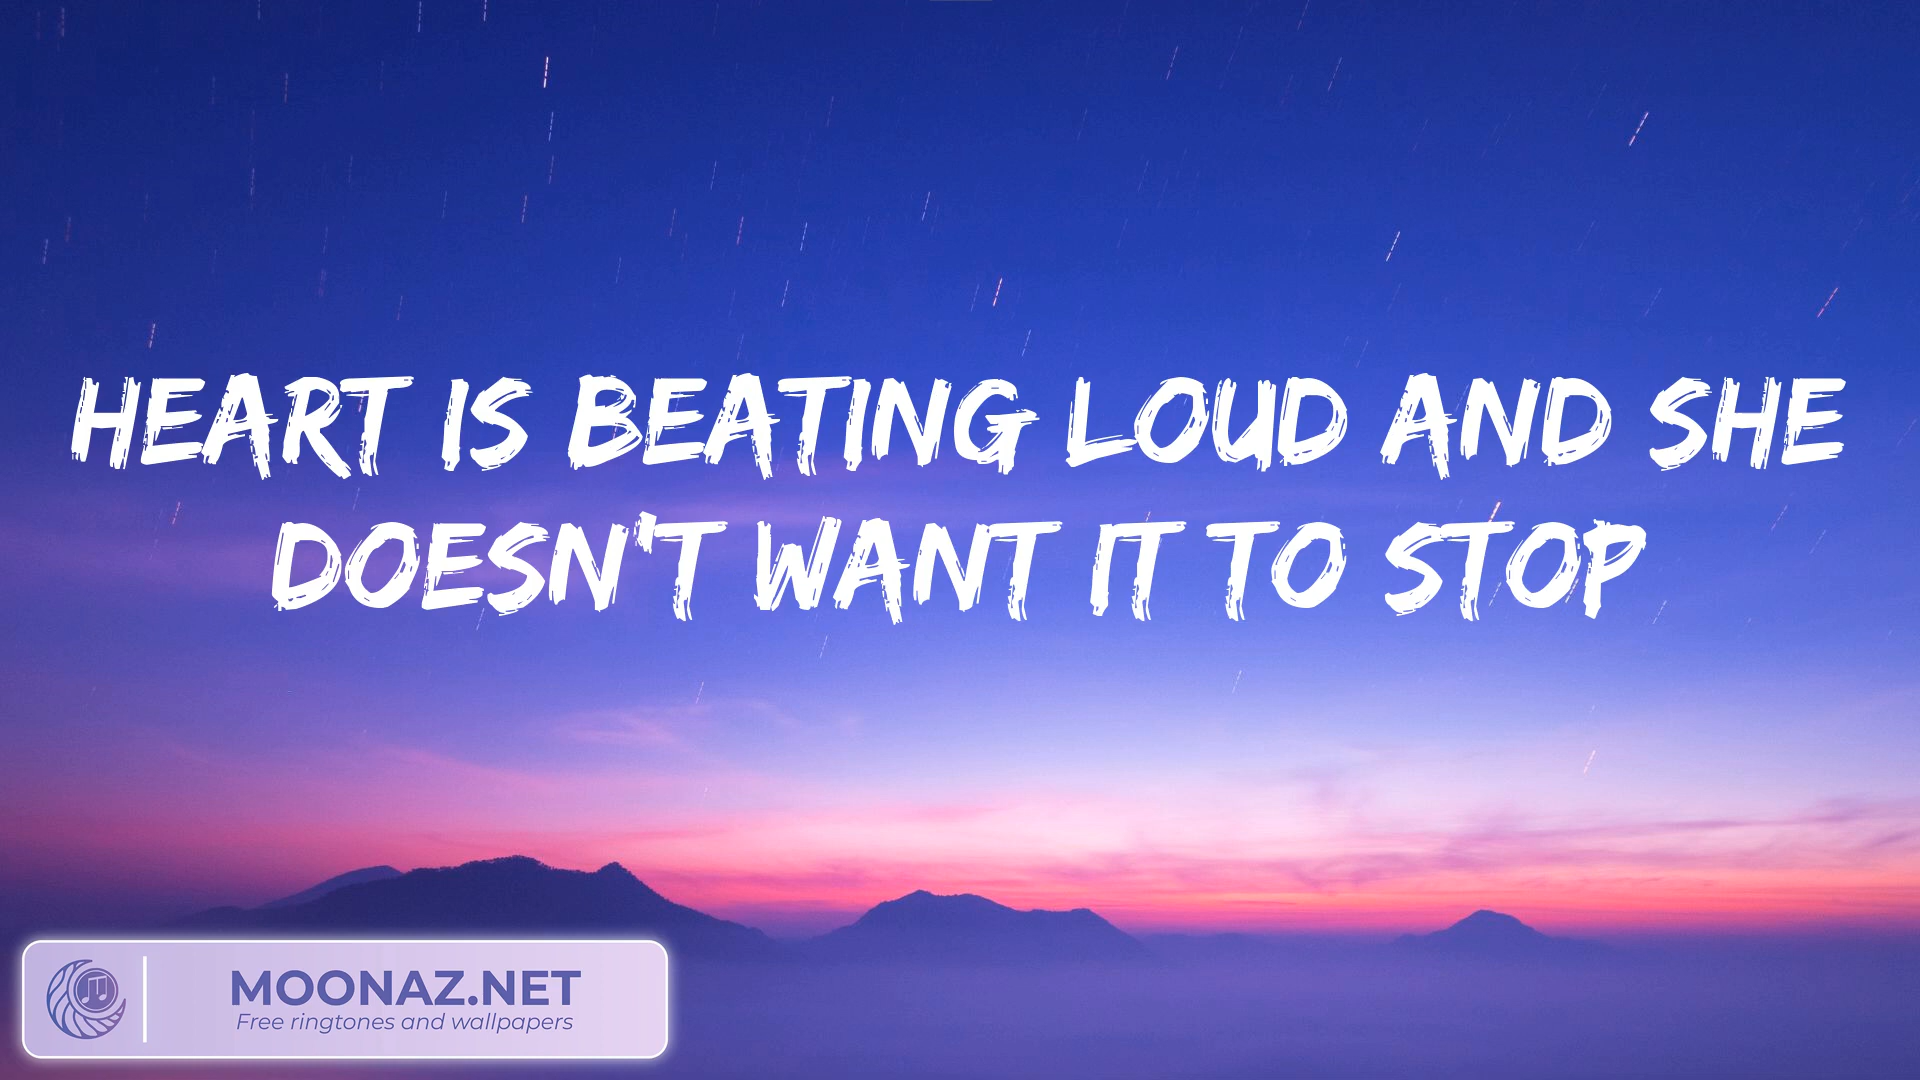 HEART IS BEATING LOUD AND SHE
DOESN'T WANT IT TO STOP
MOONAZ.NET
Free ringtones and wallpapers